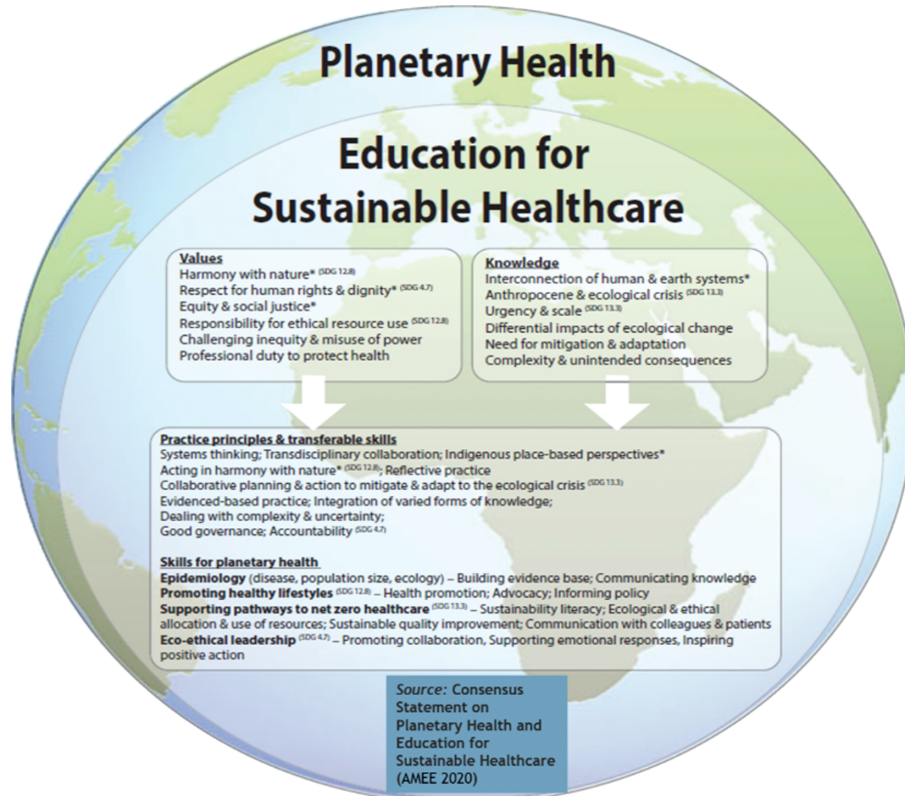 Planetary Health
Education for
Sustainable Healthcare
Values
Harmony with nature* (SDG 12.8)
Respect for human rights & dignity* (SDG 4.7)
Equity & social justice*
Responsibility for ethical resource use (SDG 12.8)
Challenging inequity & misuse of power
Professional duty to protect health
Knowledge
Interconnection of human & earth systems*
Anthropocene & ecological crisis (SDG 13.3)
Urgency & scale (SDG 13.3)
Differential impacts of ecological change
Need for mitigation & adaptation
Complexity & unintended consequences
Practice principles & transferable skills
Systems thinking; Transdisciplinary collaboration; Indigenous place-based perspectives*
Acting in harmony with nature* (SDG 12.8); Reflective practice
Collaborative planning & action to mitigate & adapt to the ecological crisis (SDG 13.3)
Evidenced-based practice; Integration of varied forms of knowledge;
Dealing with complexity & uncertainty;
Good governance; Accountability (SDG 4.7)
Skills for planetary health
Epidemiology (disease, population size, ecology) – Building evidence base; Communicating knowledge
Promoting healthy lifestyles (SDG 12.8) – Health promotion; Advocacy; Informing policy
Supporting pathways to net zero healthcare (SDG 13.3) – Sustainability literacy; Ecological & ethical
allocation & use of resources; Sustainable quality improvement; Communication with colleagues & patients
Eco-ethical leadership (SDG 4.7) – Promoting collaboration, Supporting emotional responses, Inspiring
positive action
Source: Consensus
Statement on
Planetary Health and
Education for
Sustainable Healthcare
(AMEE 2020)